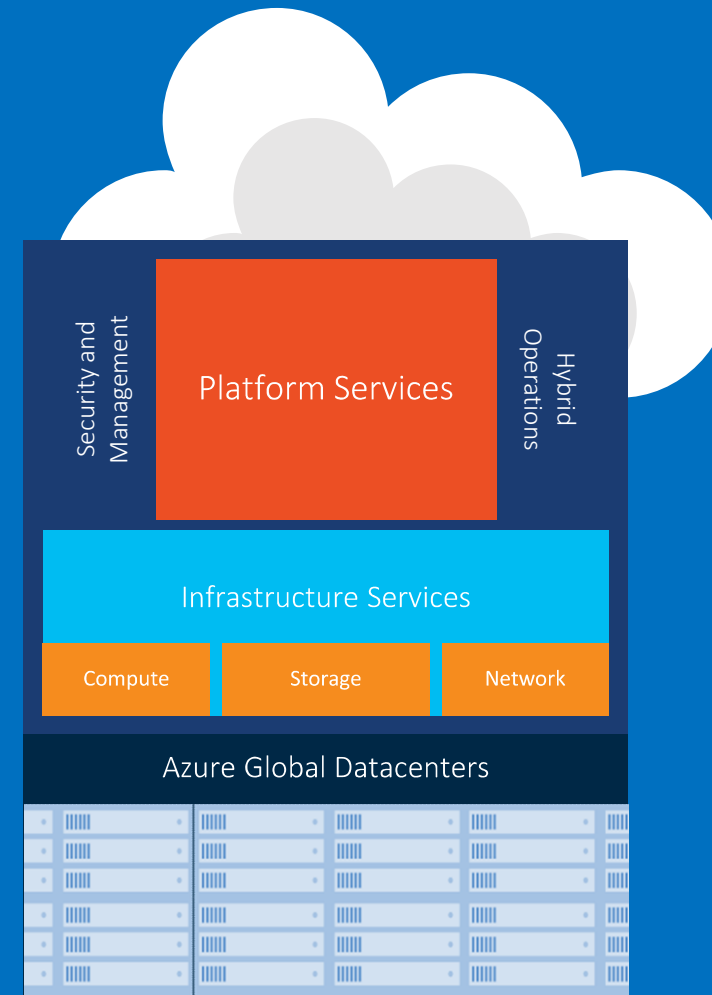 Security and
Management
Platform Services
Hybrid
Operations
Infrastructure Services
Compute
Storage
Network
Azure Global Datacenters